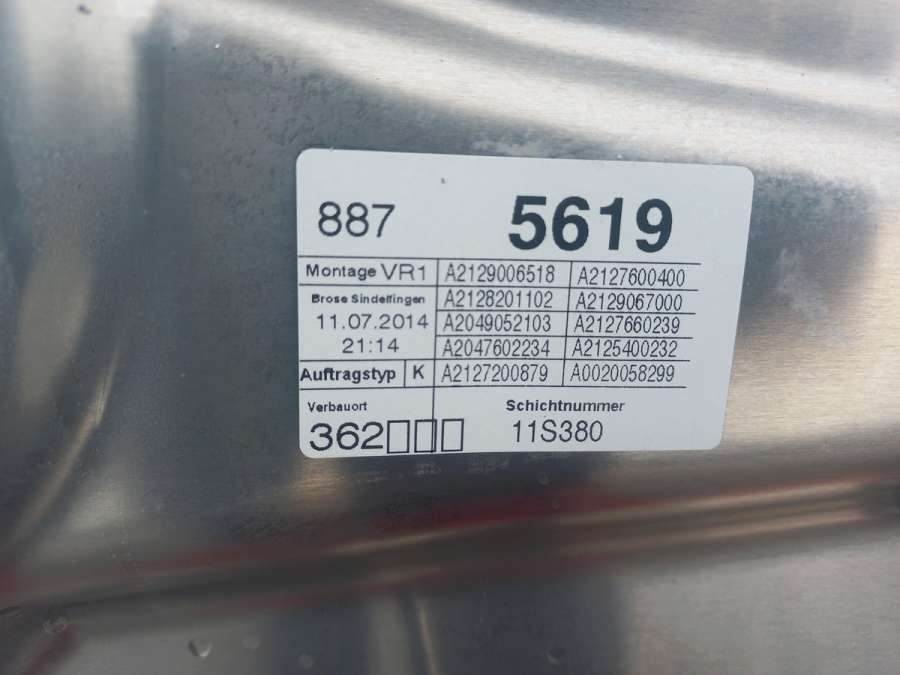 887 5619
Montage VR1 A2129006518 A2127600400
Brose Sindelfingen A2128201102 A2129067000
11.07.2014 A2049052103 A2127660239
21:14 A2047602234 A2125400232
Auftragstyp K A2127200879 A0020058299
Verbauort Schichtnummer
362▯▯▯ 11S380